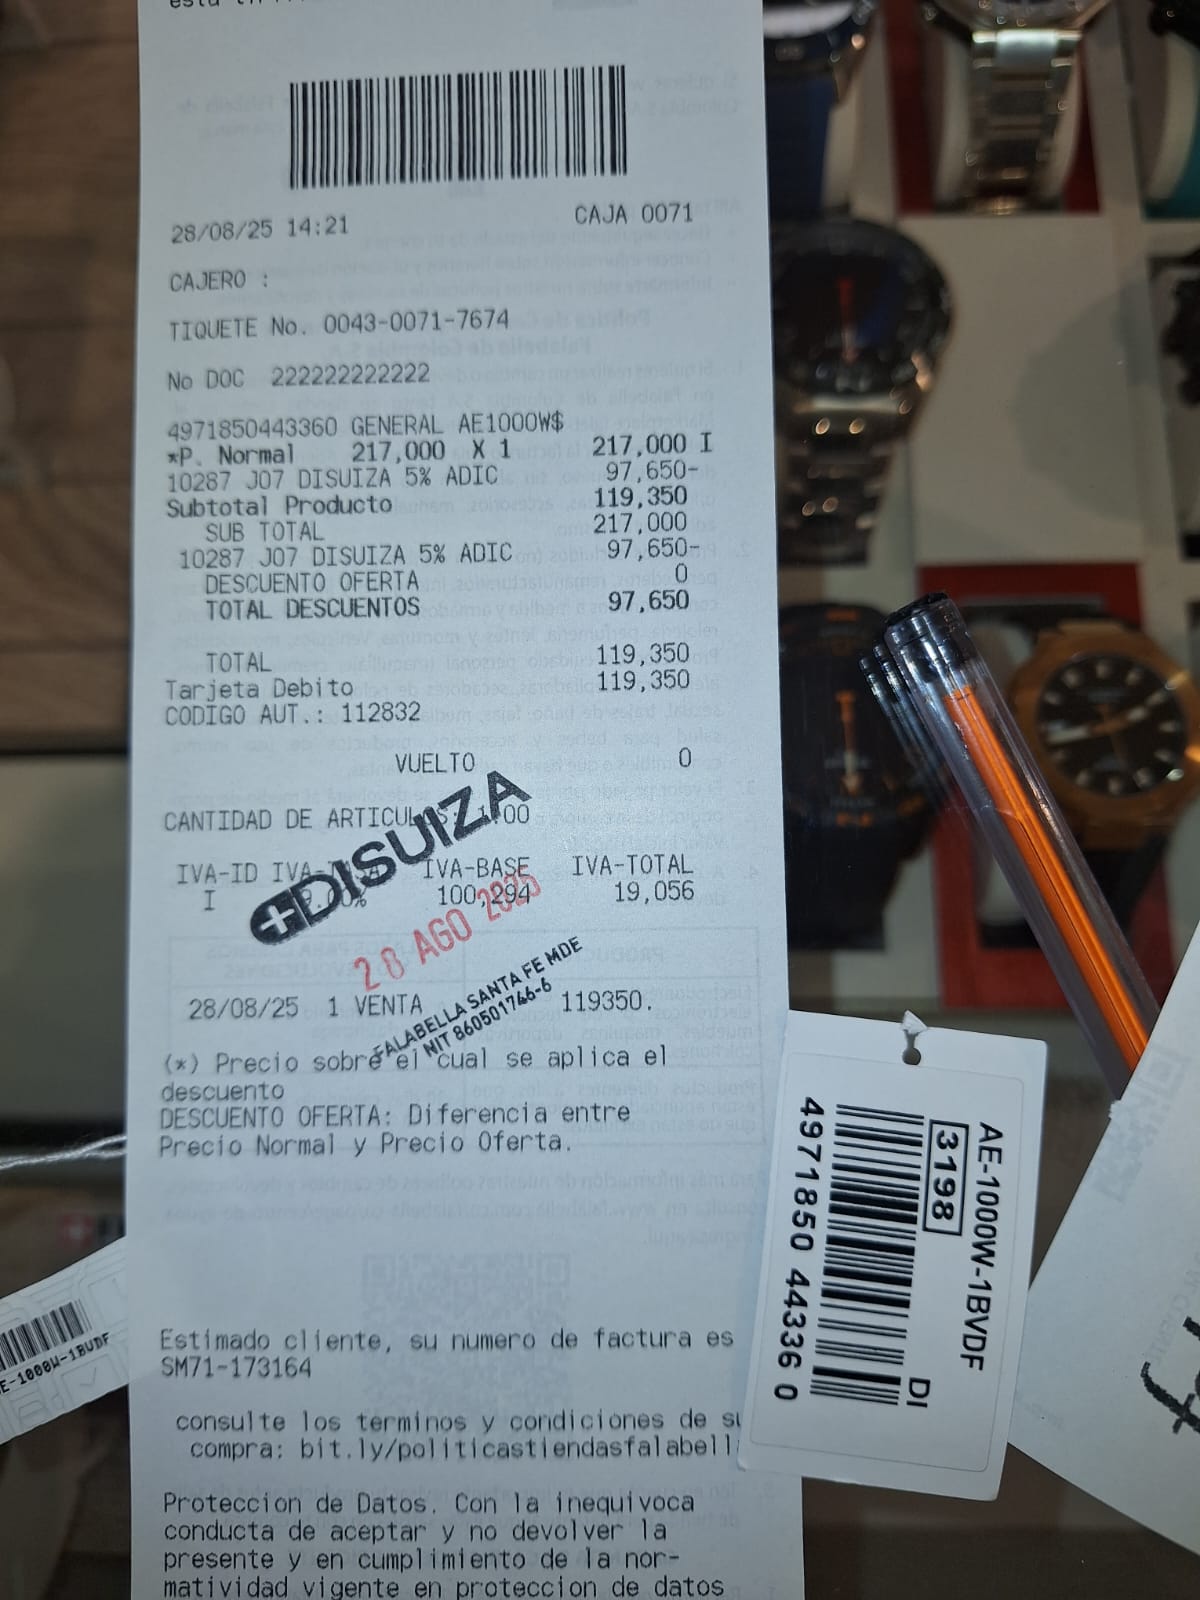 28/08/25 14:21 CAJA 0071
CAJERO :
TIQUETE No. 0043-0071-7674
No DOC 222222222222
4971850443360 GENERAL AE1000W$
*P. Normal 217,000 X 1 217,000 I
10287 J07 DISUIZA 5% ADIC 97,650-
Subtotal Producto 119,350
SUB TOTAL 217,000
10287 J07 DISUIZA 5% ADIC 97,650-
DESCUENTO OFERTA 0
TOTAL DESCUENTOS 97,650
TOTAL 119,350
Tarjeta Debito 119,350
CODIGO AUT.: 112832
VUELTO 0
CANTIDAD DE ARTICULOS: 1.00
DISUIZA
IVA-ID IVA- IVA-BASE IVA-TOTAL
I 100,294 19,056
28 AGO 2025
FALABELLA SANTA FE MDE
NIT 860501746-6
28/08/25 1 VENTA 119350.
(*) Precio sobre el cual se aplica el
descuento
DESCUENTO OFERTA: Diferencia entre
Precio Normal y Precio Oferta.
Estimado cliente, su numero de factura es
SM71-173164
consulte los terminos y condiciones de su
compra: bit.ly/politicastiendasfalabell
Proteccion de Datos. Con la inequivoca
conducta de aceptar y no devolver la
presente y en cumplimiento de la nor-
matividad vigente en proteccion de datos
AE-1000W-1BVDF
3198
DI
4971850 44336 0
E-1000W-1BVDF